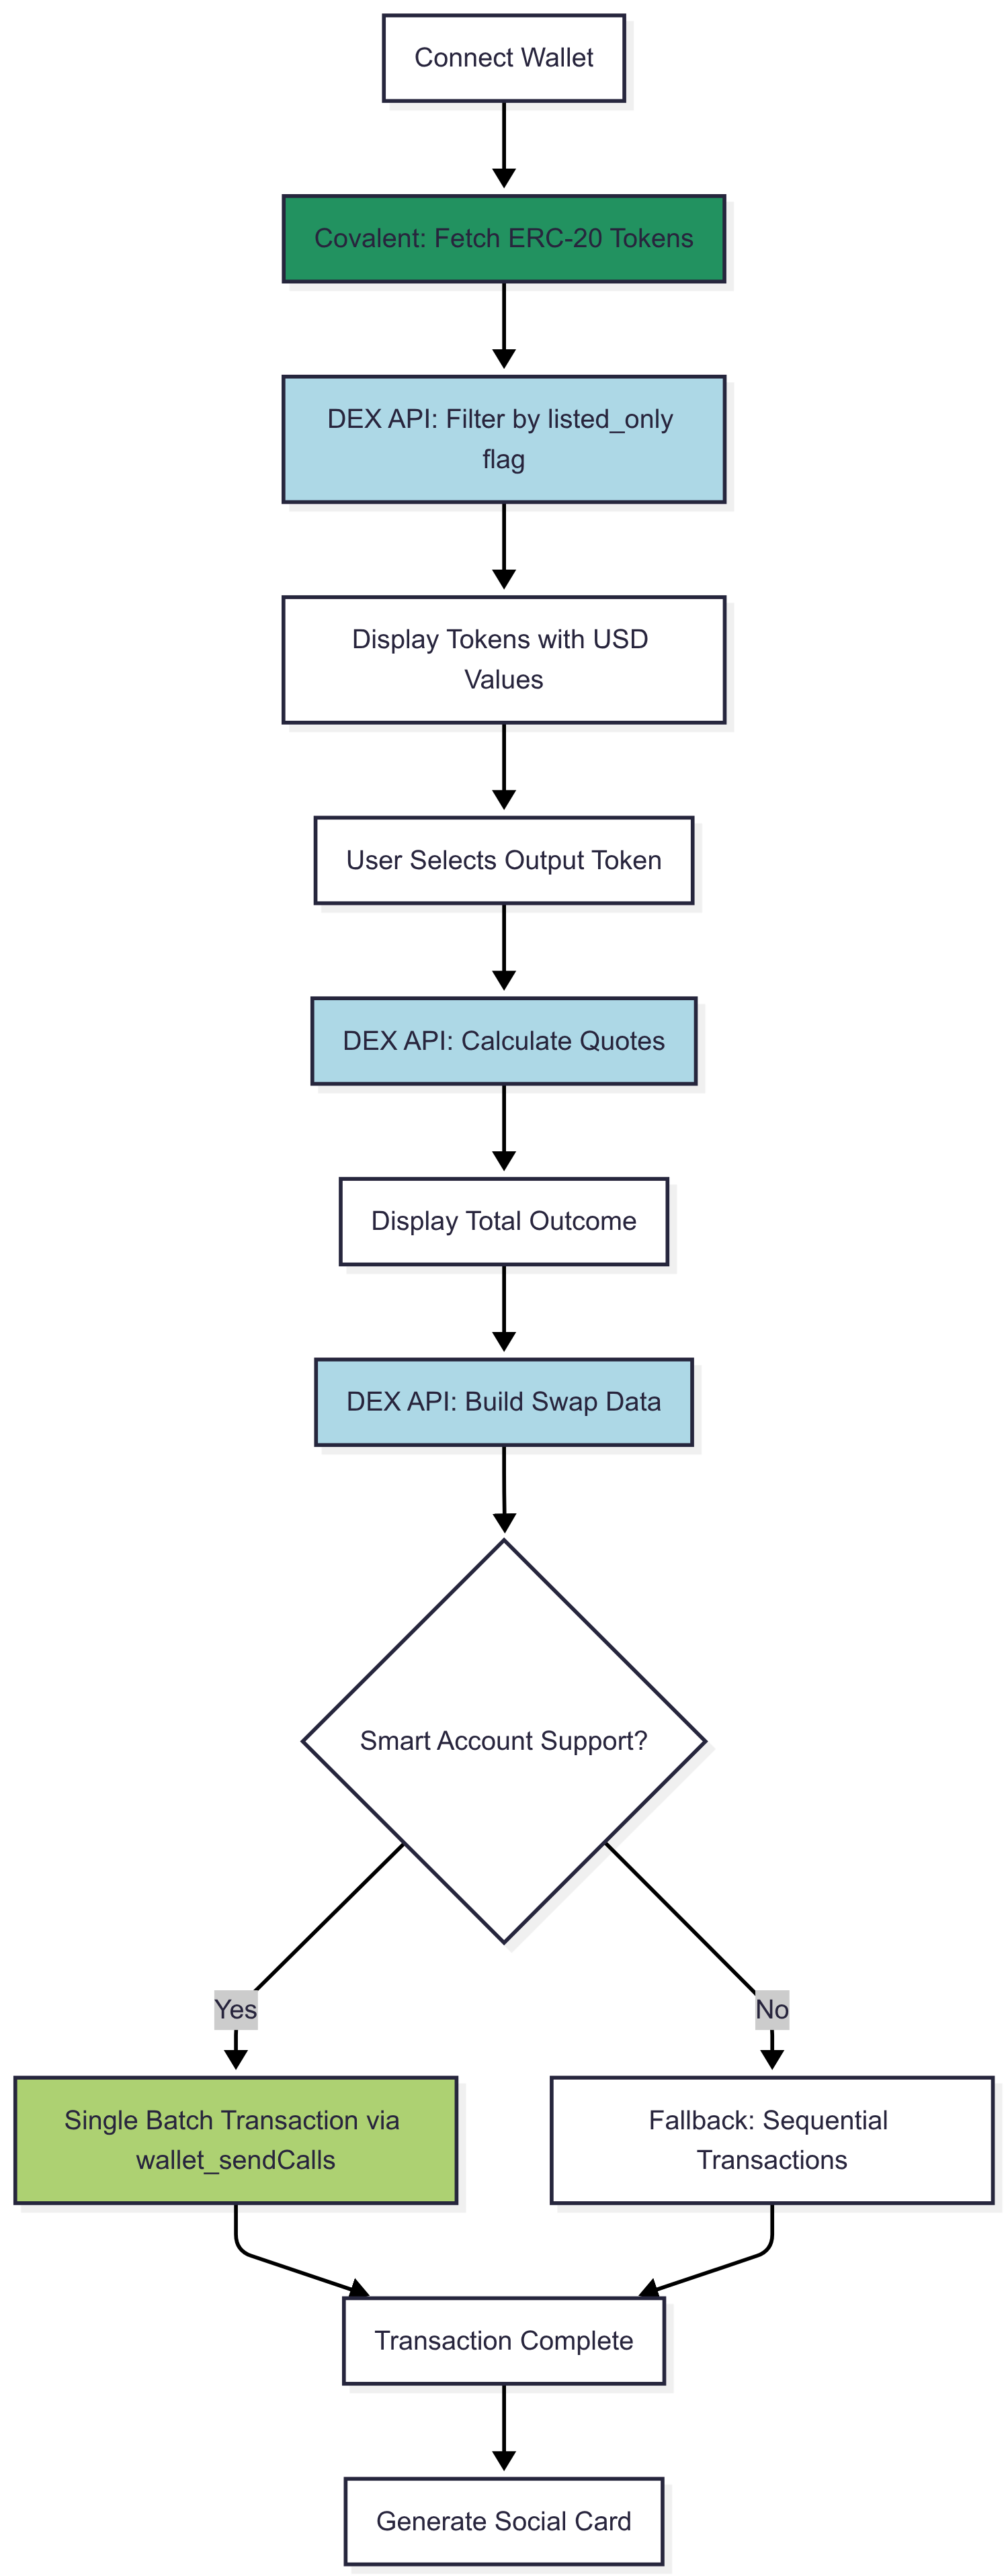 Connect Wallet
Covalent: Fetch ERC-20 Tokens
DEX API: Filter by listed_only
flag
Display Tokens with USD
Values
User Selects Output Token
DEX API: Calculate Quotes
Display Total Outcome
DEX API: Build Swap Data
Smart Account Support?
Yes
No
Single Batch Transaction via
wallet_sendCalls
Fallback: Sequential
Transactions
Transaction Complete
Generate Social Card